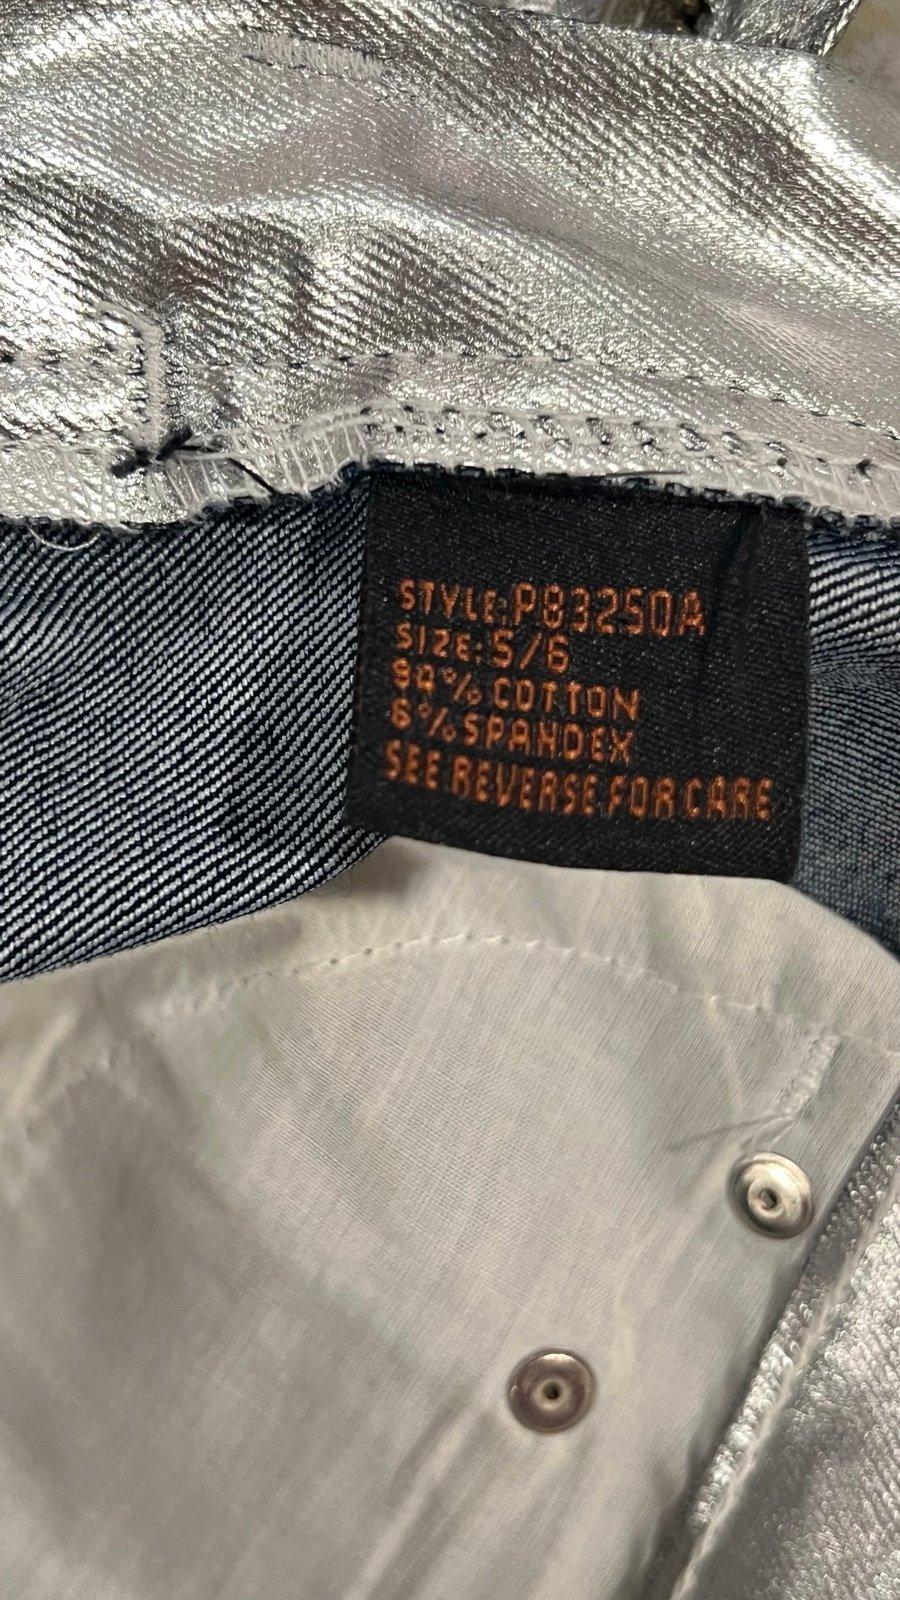 STYLE:P83250A
SIZE:5/6
94% COTTON
6% SPANDEX
SEE REVERSE FOR CARE